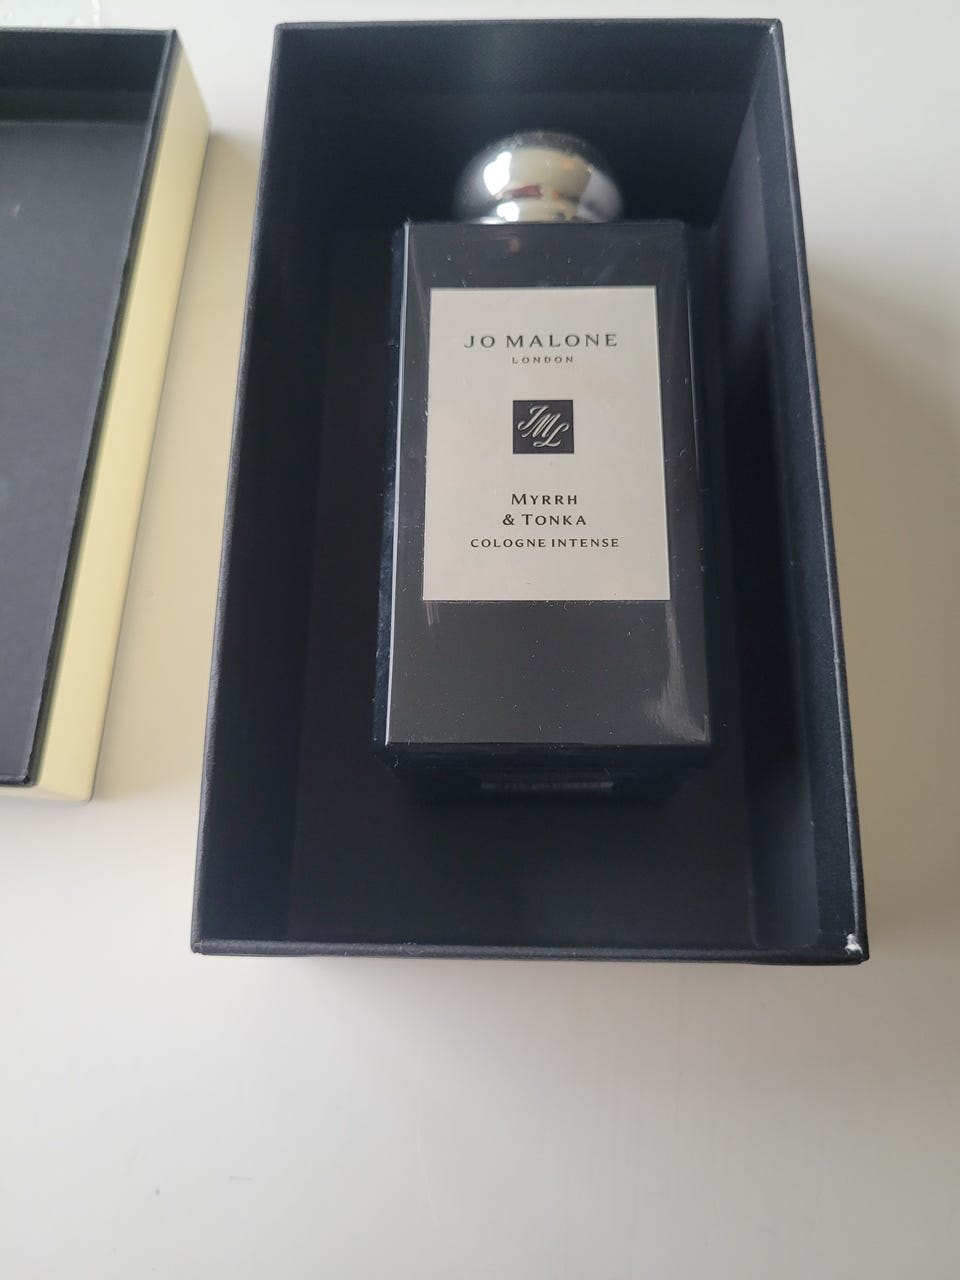 JO MALONE
LONDON
JML
MYRRH
& TONKA
COLOGNE INTENSE